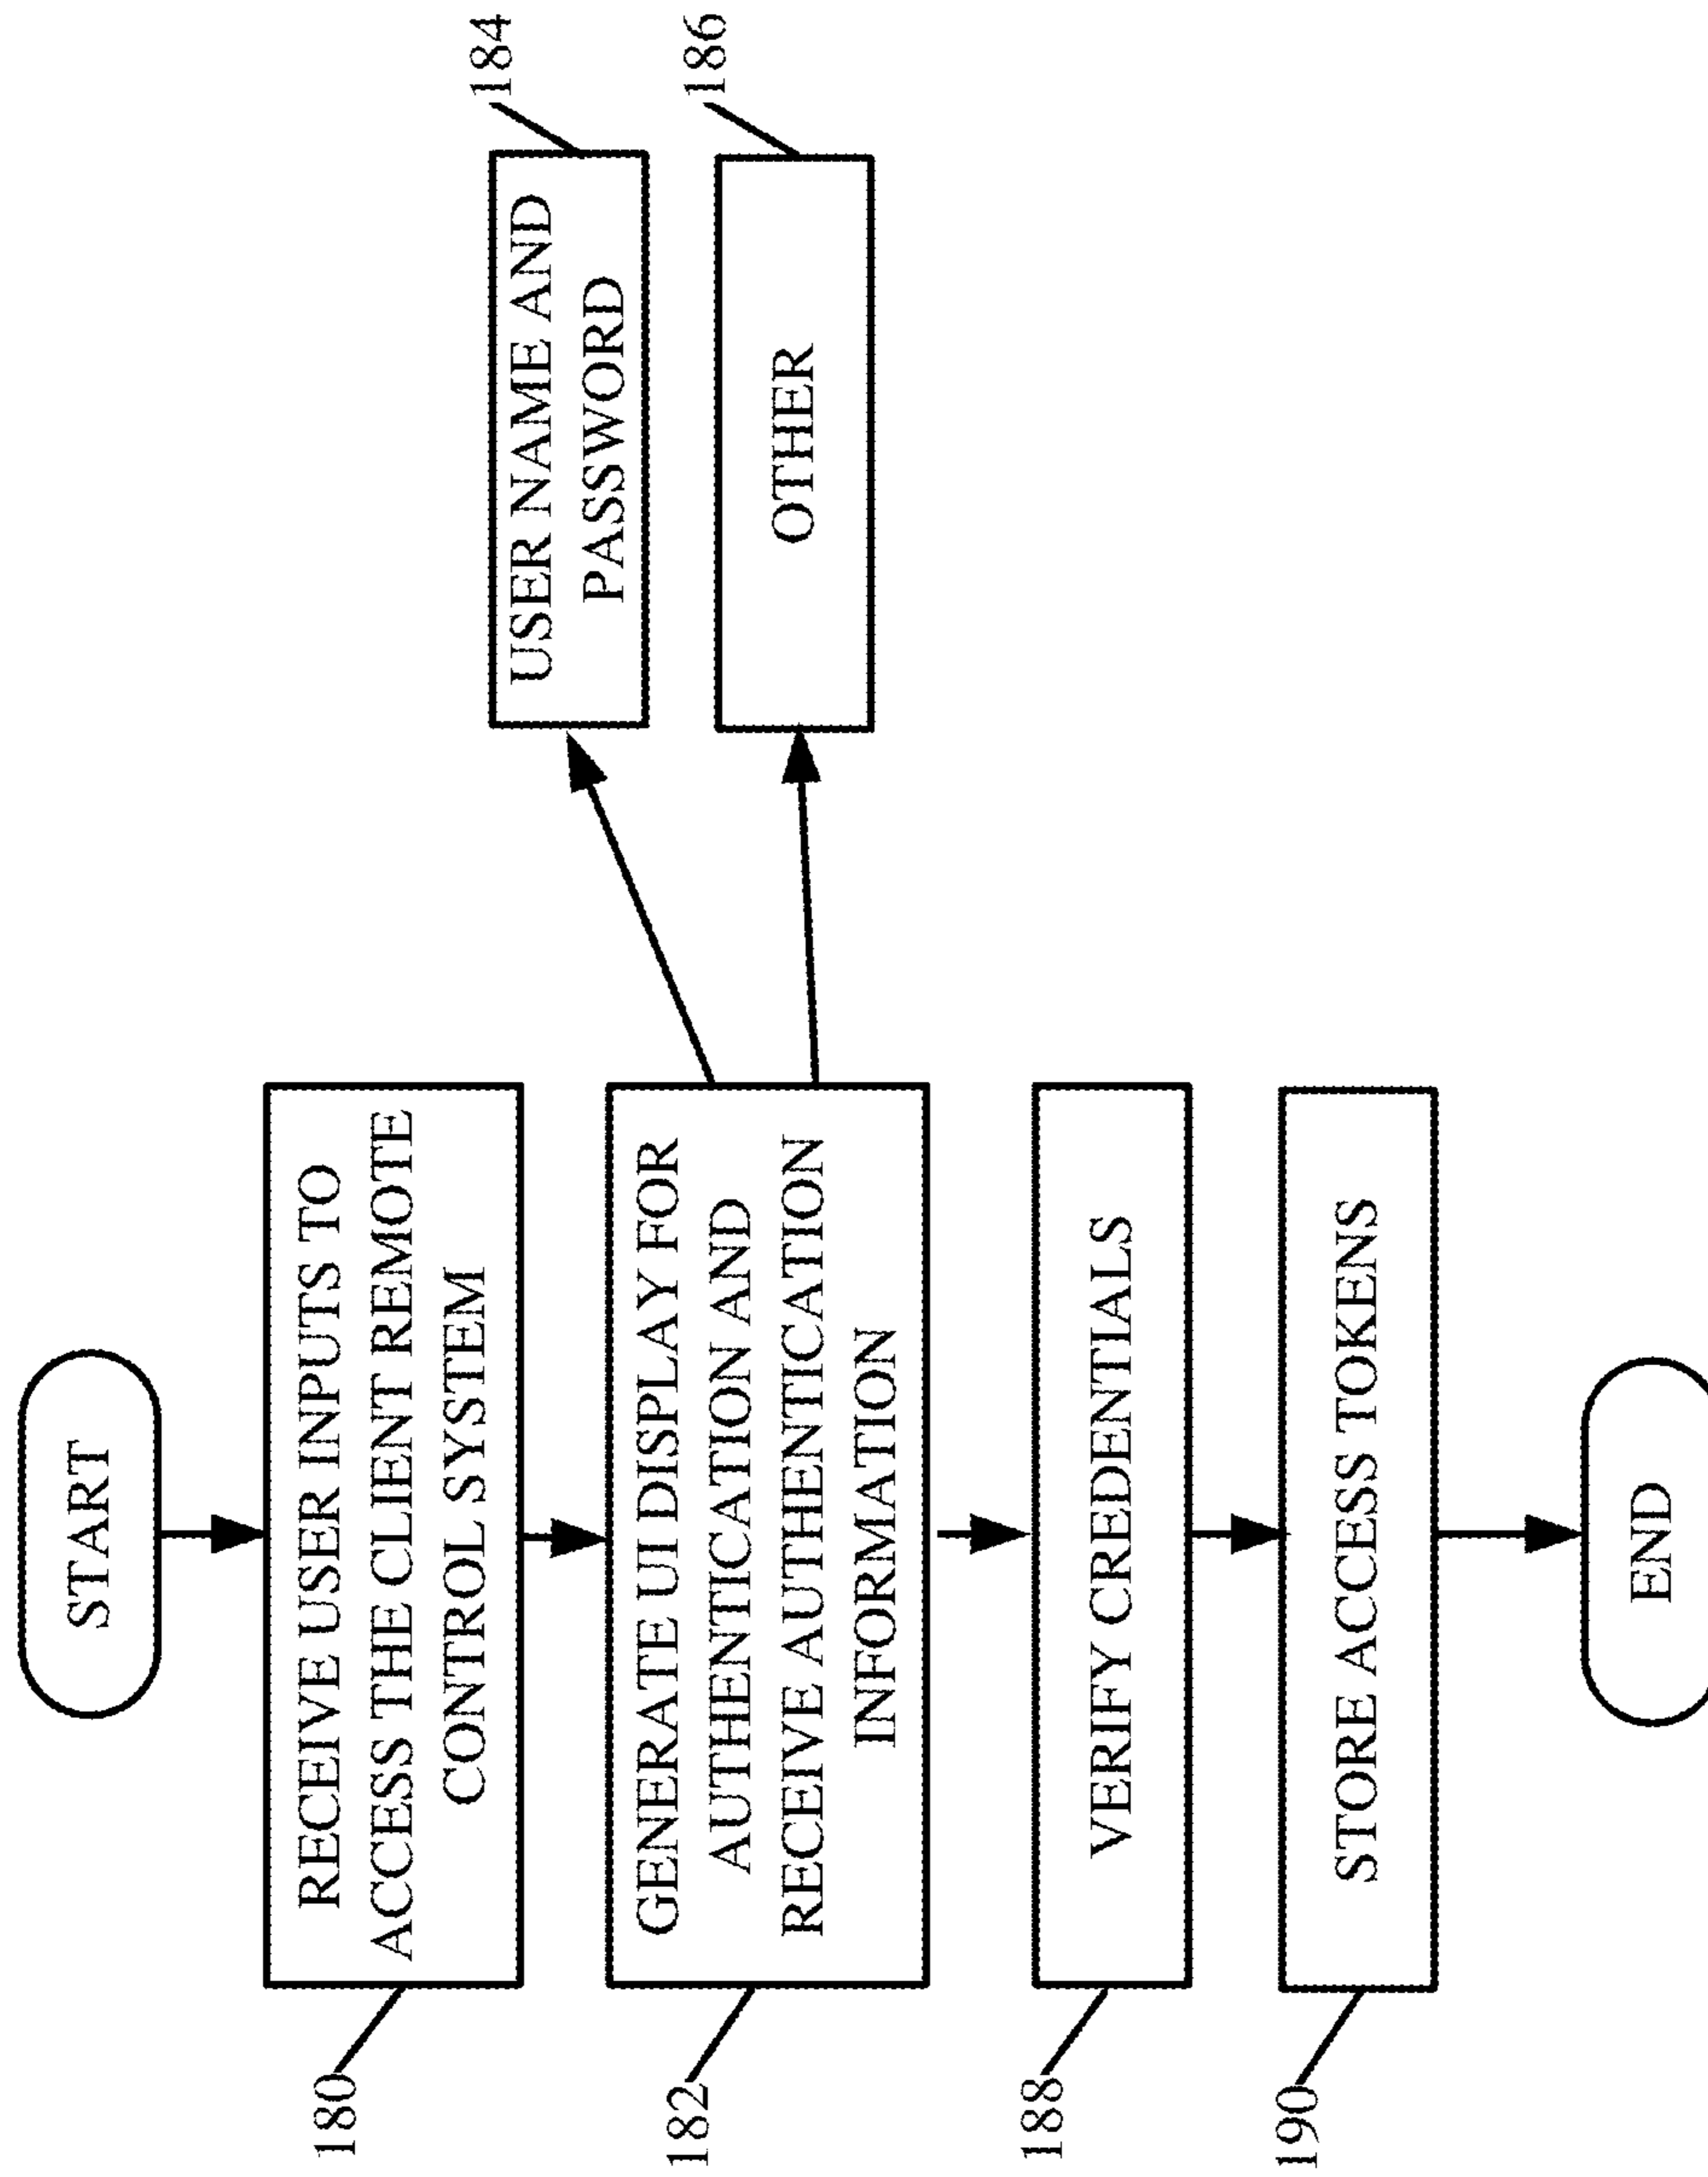 START
180
RECEIVE USER INPUTS TO
ACCESS THE CLIENT REMOTE
CONTROL SYSTEM
182
GENERATE UI DISPLAY FOR
AUTHENTICATION AND
RECEIVE AUTHENTICATION
INFORMATION
184
USER NAME AND
PASSWORD
186
OTHER
188
VERIFY CREDENTIALS
190
STORE ACCESS TOKENS
END